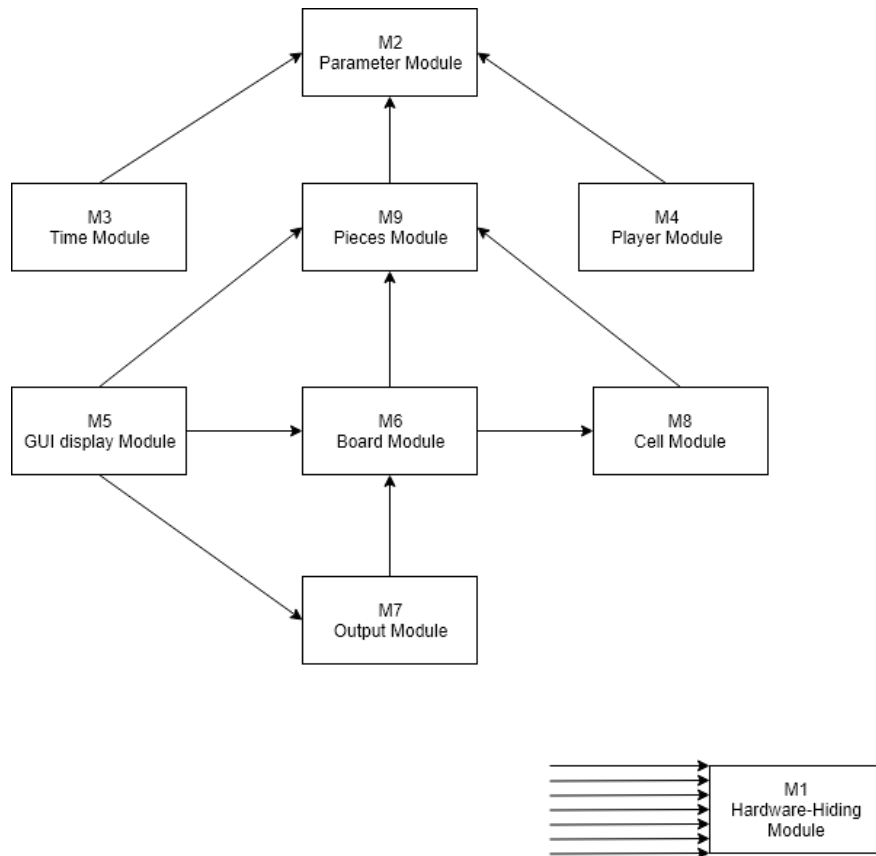 M2
Parameter Module
M3
Time Module
M9
Pieces Module
M4
Player Module
M5
GUI display Module
M6
Board Module
M8
Cell Module
M7
Output Module
M1
Hardware-Hiding
Module